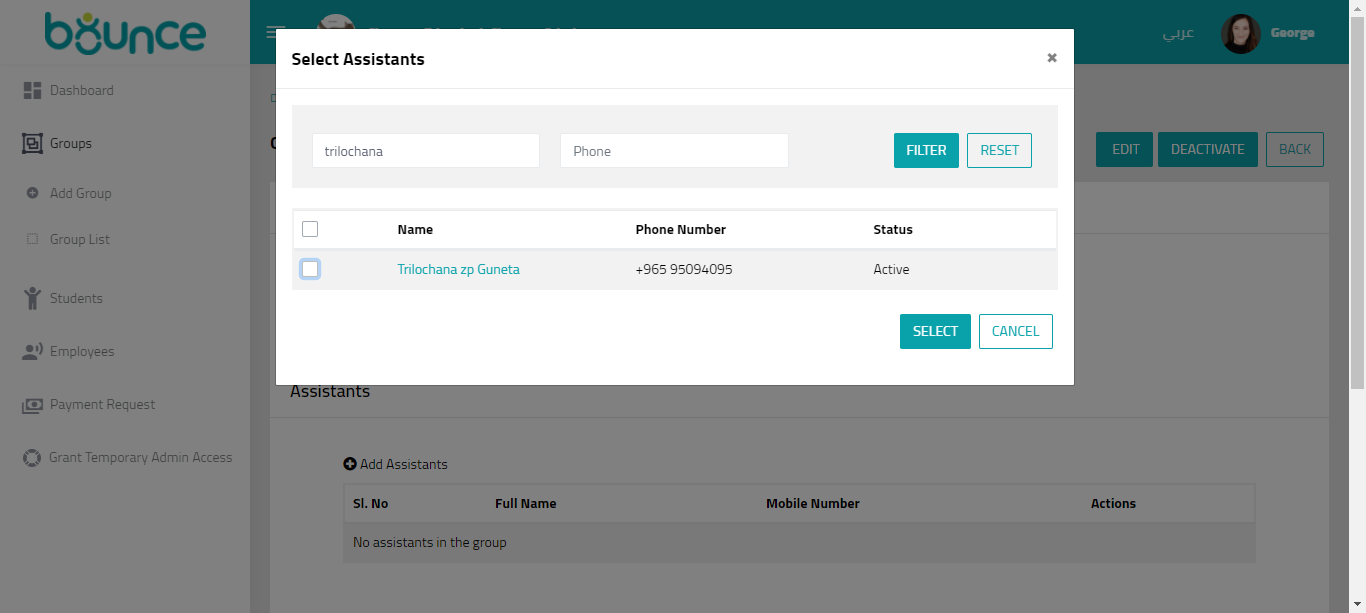 bounce
عربي
George
Dashboard
Groups
Add Group
Group List
Students
Employees
Payment Request
Grant Temporary Admin Access
EDIT
DEACTIVATE
BACK
Select Assistants
×
trilochana
Phone
FILTER
RESET
Name Phone Number Status
Trilochana zp Guneta +965 95094095 Active
SELECT
CANCEL
Assistants
Add Assistants
Sl. No Full Name Mobile Number Actions
No assistants in the group